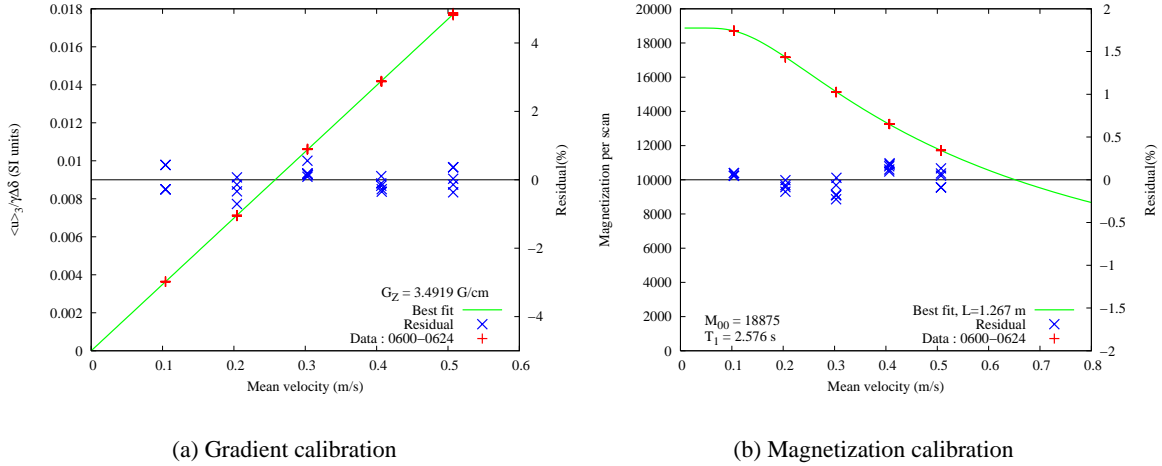 0.018
0.016
0.014
0.012
0.01
0.008
0.006
0.004
0.002
0
<u>₃/γΔδ (SI units)
4
2
0
−2
−4
Residual(%)
G_Z = 3.4919 G/cm
Best fit
Residual
Data : 0600−0624
0 0.1 0.2 0.3 0.4 0.5 0.6
Mean velocity (m/s)
(a) Gradient calibration
20000
18000
16000
14000
12000
10000
8000
6000
4000
2000
0
Magnetization per scan
2
1.5
1
0.5
0
−0.5
−1
−1.5
−2
Residual(%)
M₀₀ = 18875
T₁ = 2.576 s
Best fit, L=1.267 m
Residual
Data : 0600−0624
0 0.1 0.2 0.3 0.4 0.5 0.6 0.7 0.8
Mean velocity (m/s)
(b) Magnetization calibration